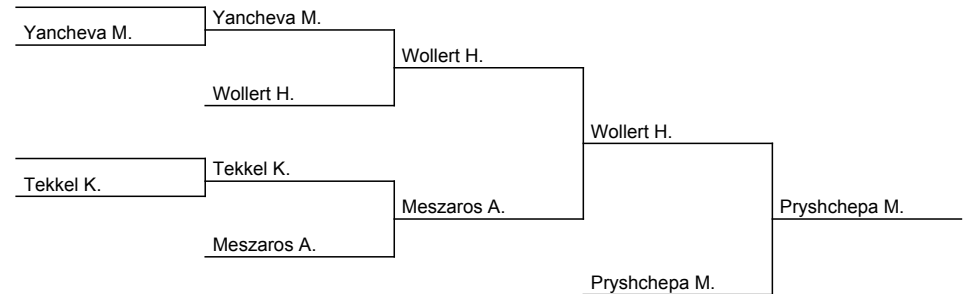 Yancheva M.
Yancheva M.
Wollert H.
Wollert H.
Wollert H.
Tekkel K.
Tekkel K.
Meszaros A.
Pryshchepa M.
Meszaros A.
Pryshchepa M.